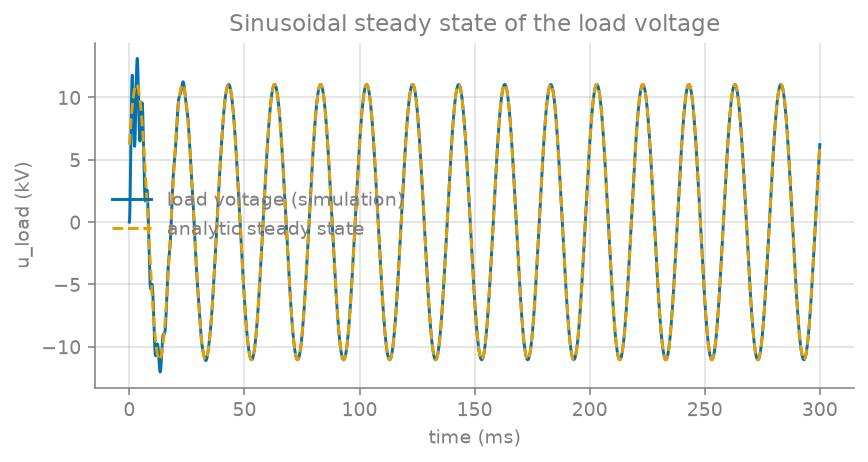 Sinusoidal steady state of the load voltage
u_load (kV)
10
5
0
−5
−10
load voltage (simulation)
analytic steady state
0 50 100 150 200 250 300
time (ms)